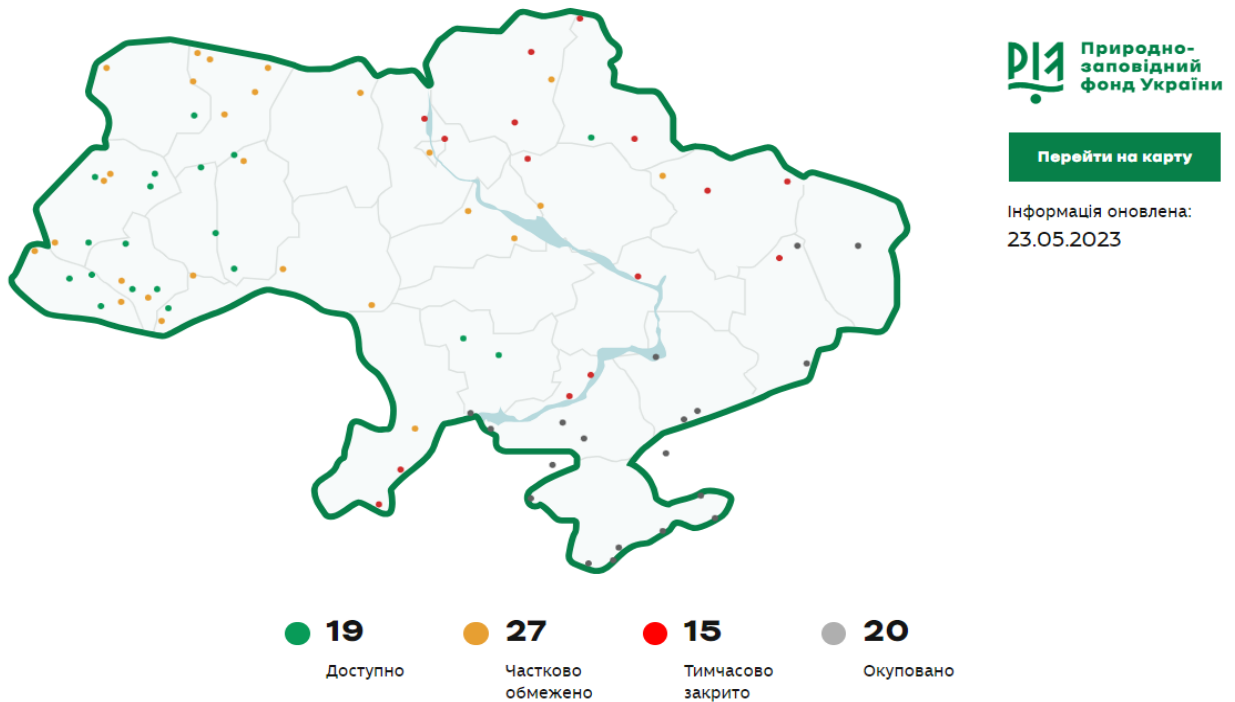 РІА
Природно-
заповідний
фонд України
Перейти на карту
Інформація оновлена:
23.05.2023
19
Доступно
27
Частково
обмежено
15
Тимчасово
закрито
20
Окуповано